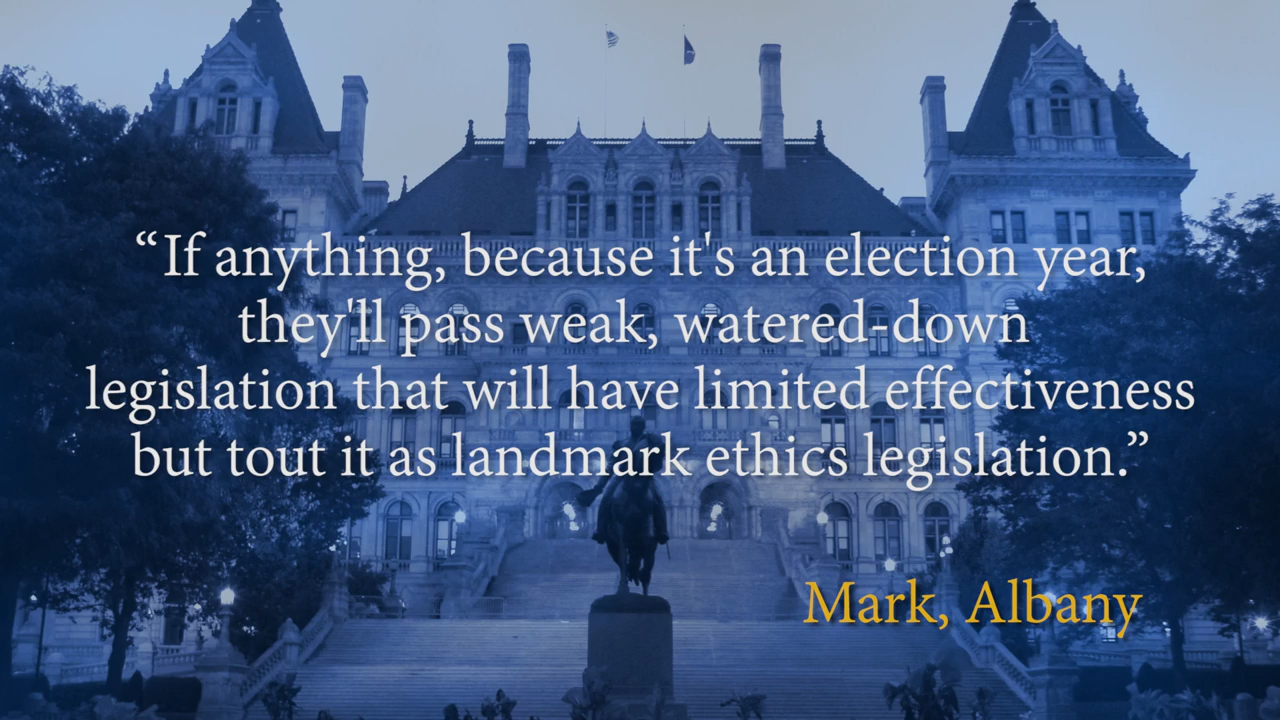 “If anything, because it's an election year,
they'll pass weak, watered-down
legislation that will have limited effectiveness
but tout it as landmark ethics legislation.”
Mark, Albany